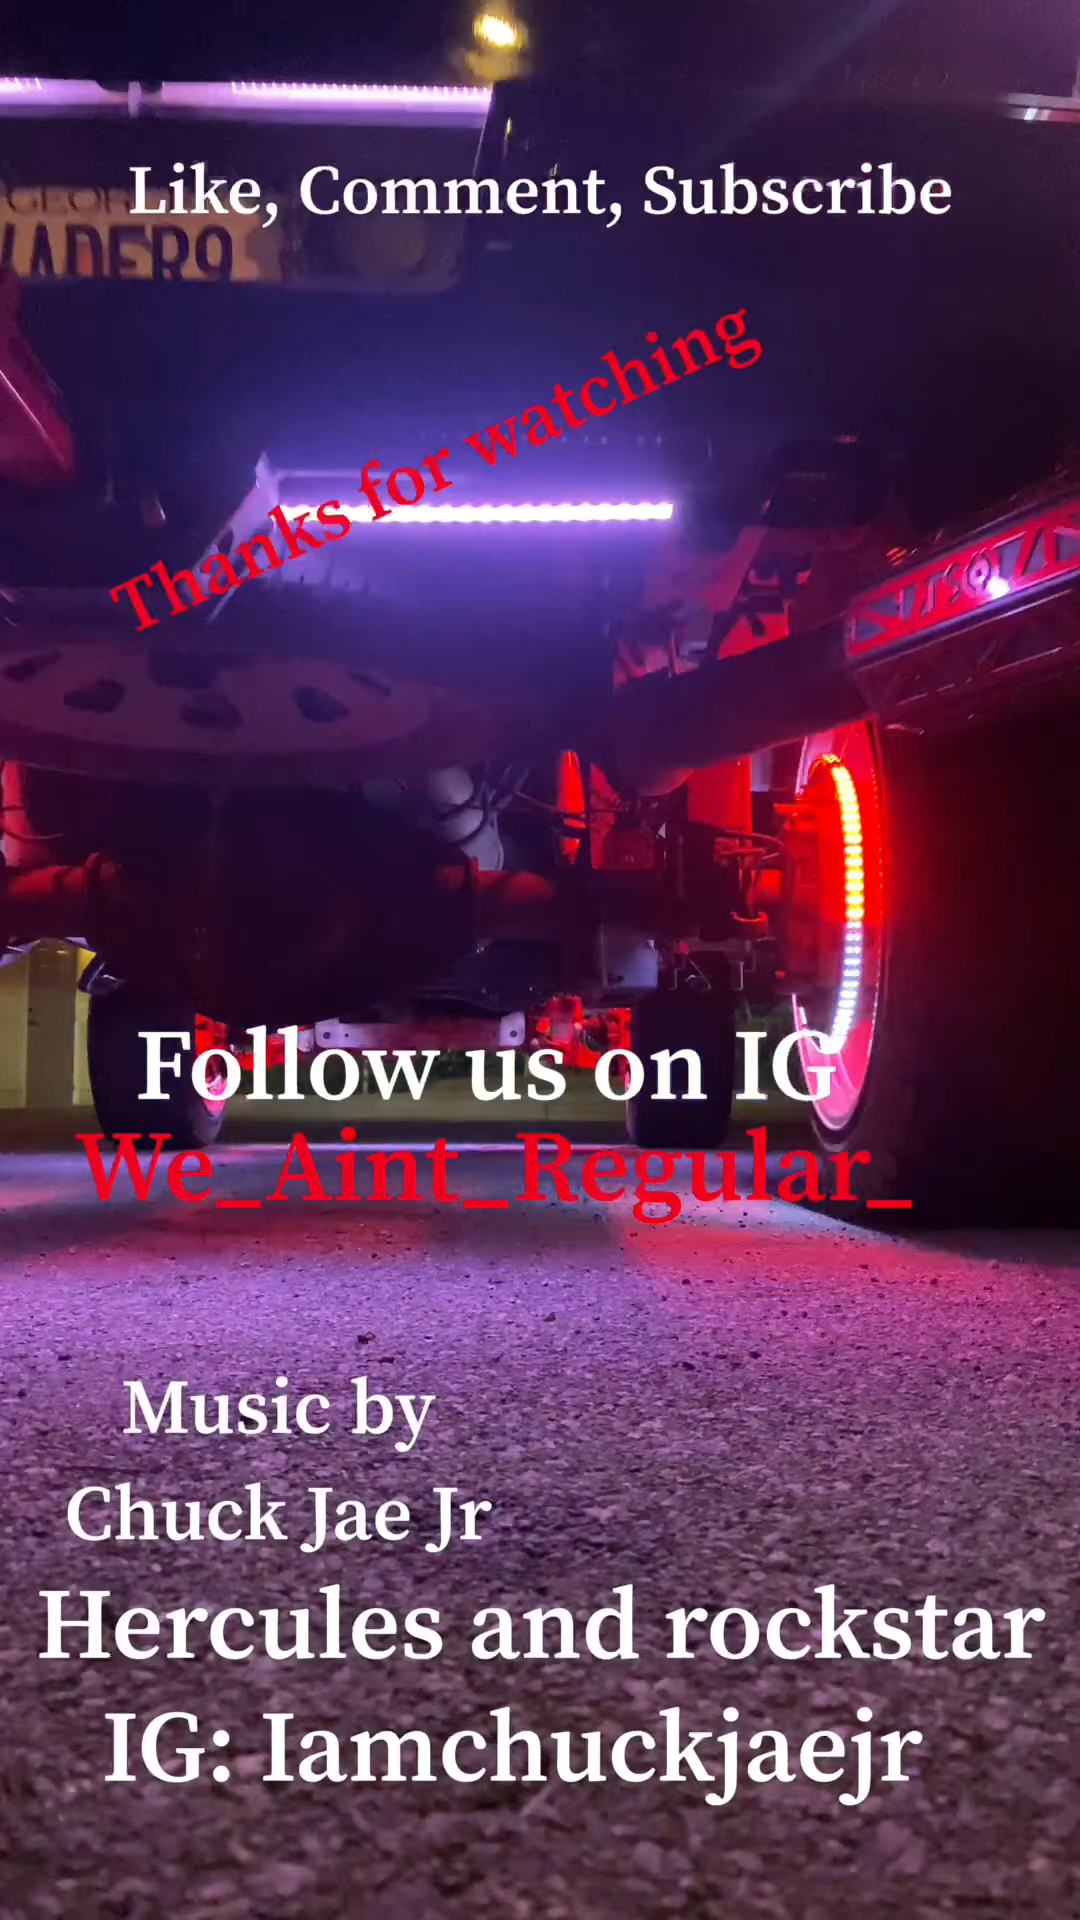 Like, Comment, Subscribe
Thanks for watching
Follow us on IG
We_Aint_Regular_
Music by
Chuck Jae Jr
Hercules and rockstar
IG: Iamchuckjaejr